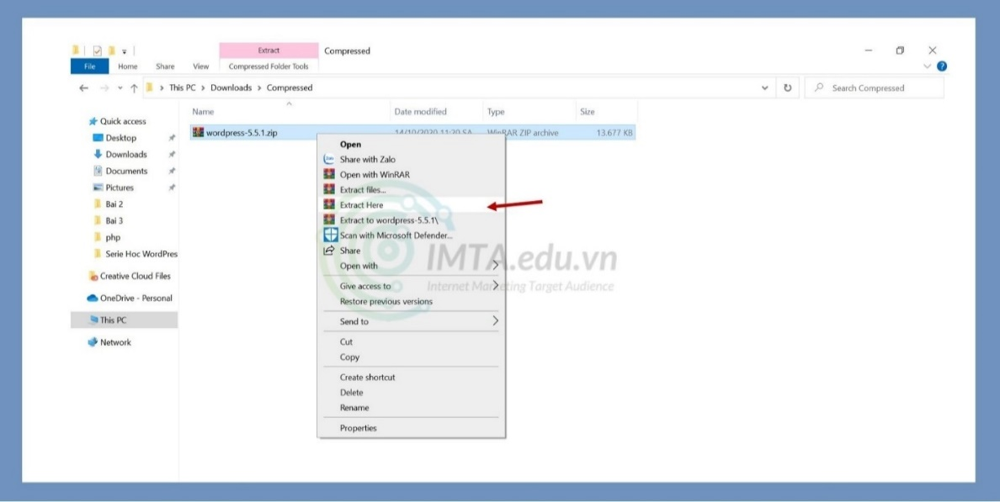 Extract
Compressed
File Home Share View Compressed Folder Tools
This PC > Downloads > Compressed
Search Compressed
Name Date modified Type Size
Quick access
wordpress-5.5.1.zip 14/10/2020 11:20 SA WinRAR ZIP archive 13.677 KB
Desktop
Downloads
Documents
Pictures
Bai 2
Bai 3
php
Serie Hoc WordPres
Creative Cloud Files
OneDrive - Personal
This PC
Network
Open
Share with Zalo
Open with WinRAR
Extract files...
Extract Here
Extract to wordpress-5.5.1\
Scan with Microsoft Defender...
Share
Open with
Give access to
Restore previous versions
Send to
Cut
Copy
Create shortcut
Delete
Rename
Properties
IMTA.edu.vn
Internet Marketing Target Audience